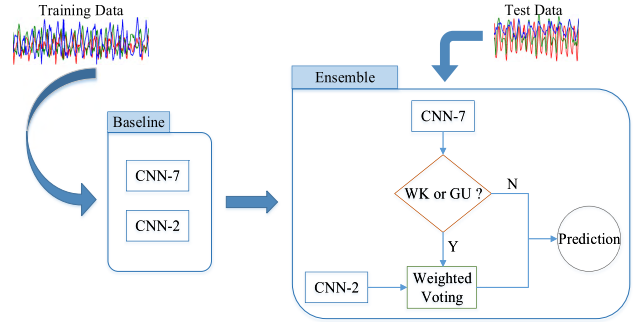 Training Data
Test Data
Ensemble
Baseline
CNN-7
CNN-2
CNN-7
WK or GU ?
N
Y
Prediction
CNN-2
Weighted
Voting